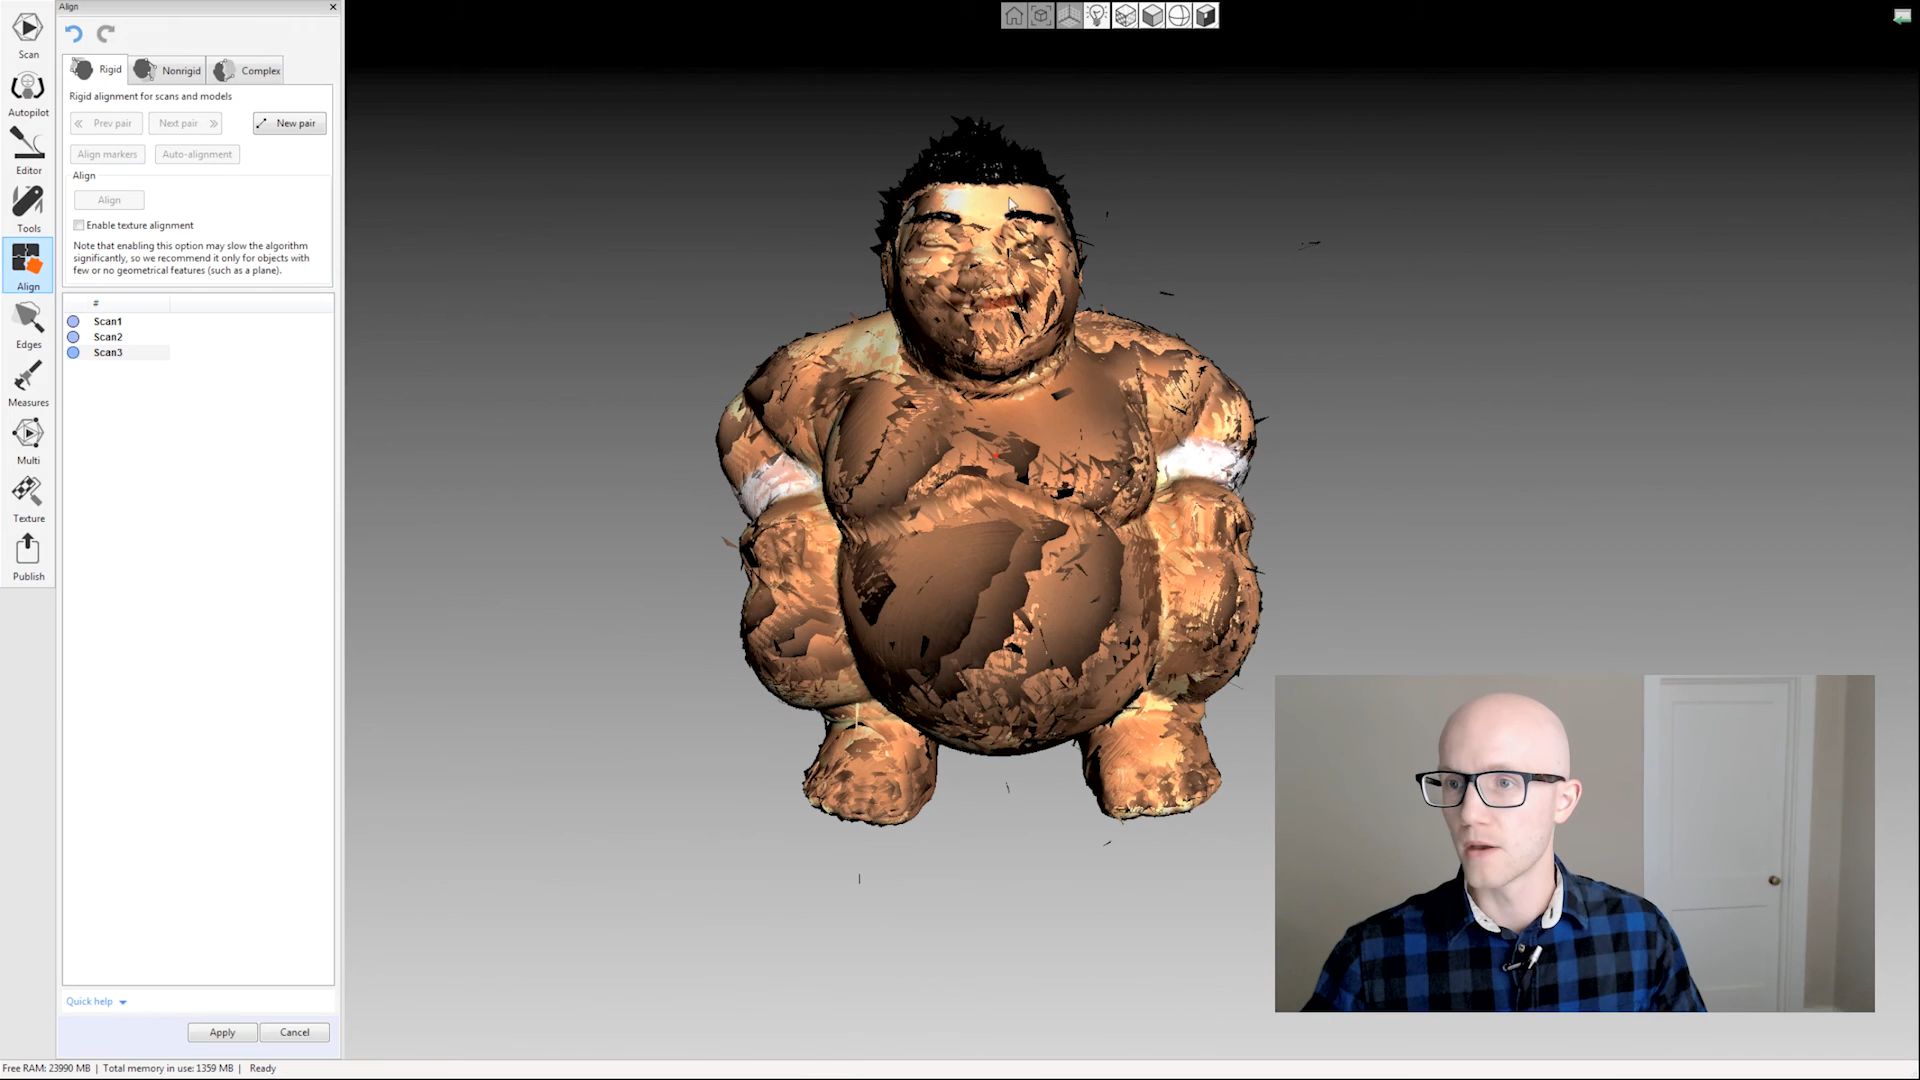 Align
Scan
Autopilot
Editor
Tools
Align
Edges
Measures
Multi
Texture
Publish
Rigid
Nonrigid
Complex
Rigid alignment for scans and models
Prev pair
Next pair
New pair
Align markers
Auto-alignment
Align
Align
Enable texture alignment
Note that enabling this option may slow the algorithm
significantly, so we recommend it only for objects with
few or no geometrical features (such as a plane).
#
Scan1
Scan2
Scan3
Quick help
Apply
Cancel
Free RAM: 23990 MB | Total memory in use: 1359 MB | Ready